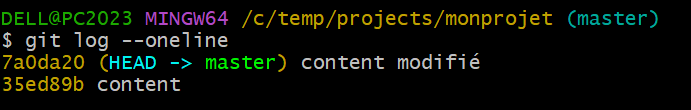 DELL@PC2023 MINGW64 /c/temp/projects/monprojet (master)
$ git log --oneline
7a0da20 (HEAD -> master) content modifié
35ed89b content